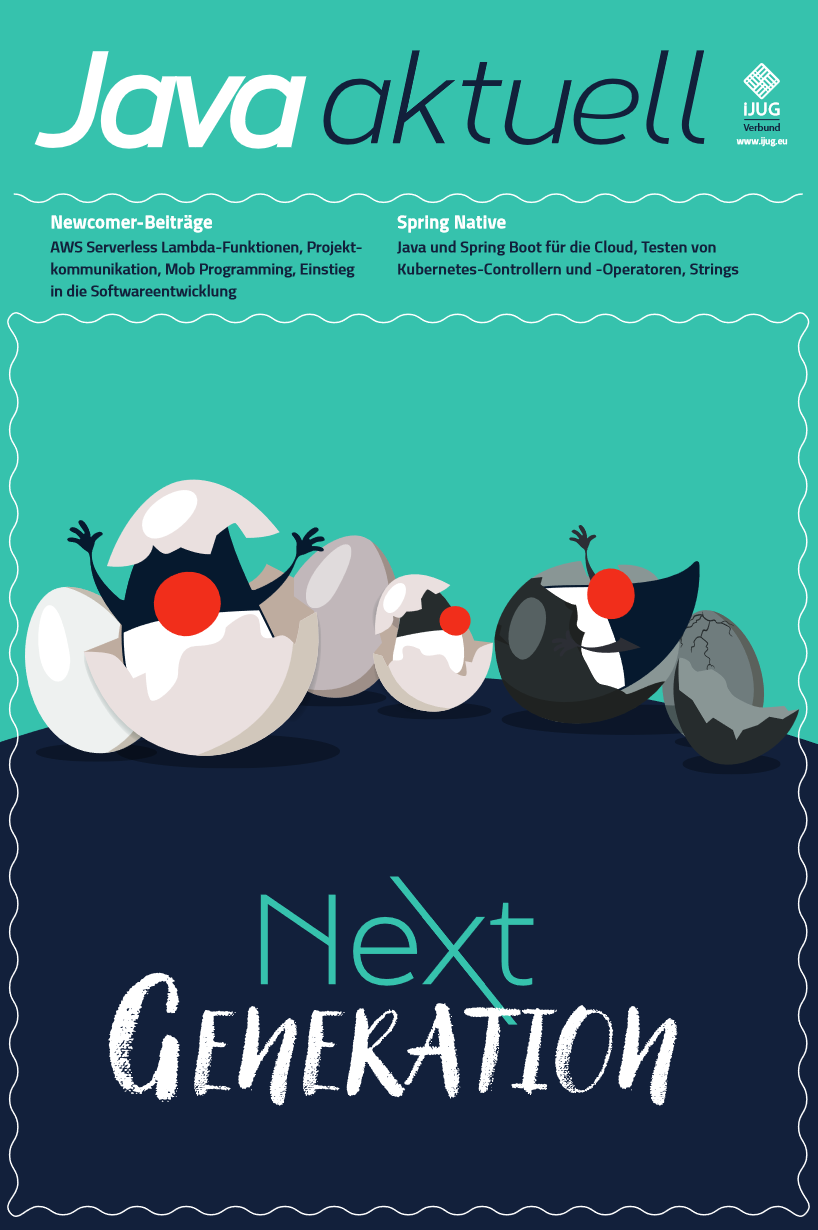 Java aktuell
iJUG
Verbund
www.ijug.eu
Newcomer-Beiträge
AWS Serverless Lambda-Funktionen, Projekt-
kommunikation, Mob Programming, Einstieg
in die Softwareentwicklung
Spring Native
Java und Spring Boot für die Cloud, Testen von
Kubernetes-Controllern und -Operatoren, Strings
Next
GENERATION